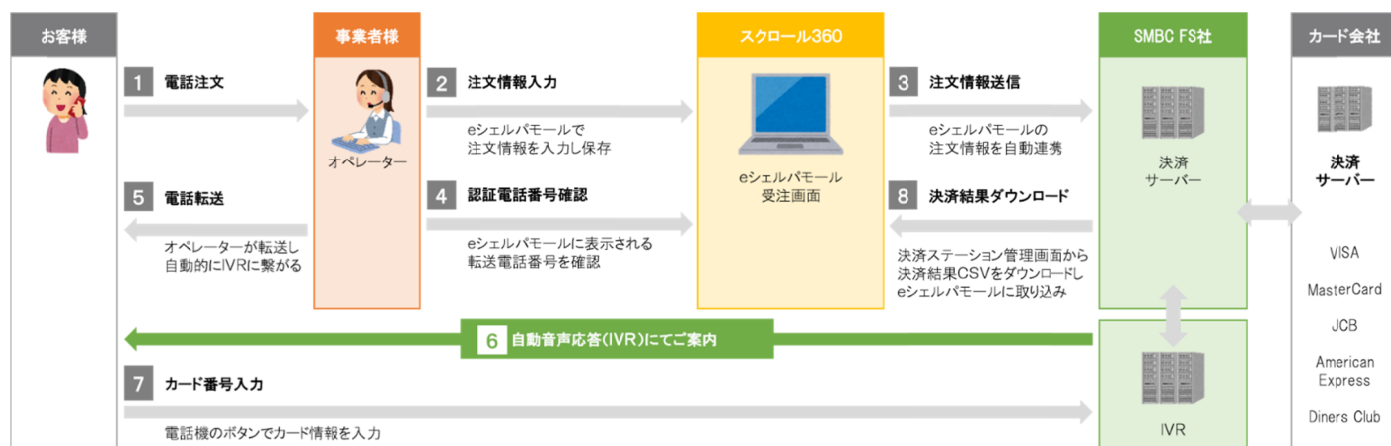 お客様
事業者様
スクロール360
SMBC FS社
カード会社
1 電話注文
オペレーター
2 注文情報入力
eシェルパモールで
注文情報を入力し保存
eシェルパモール
受注画面
3 注文情報送信
eシェルパモールの
注文情報を自動連携
決済
サーバー
決済
サーバー
5 電話転送
オペレーターが転送し
自動的にIVRに繋がる
4 認証電話番号確認
eシェルパモールに表示される
転送電話番号を確認
8 決済結果ダウンロード
決済ステーション管理画面から
決済結果CSVをダウンロードし
eシェルパモールに取り込み
VISA
MasterCard
JCB
American
Express
Diners Club
6 自動音声応答(IVR)にてご案内
7 カード番号入力
電話機のボタンでカード情報を入力
IVR